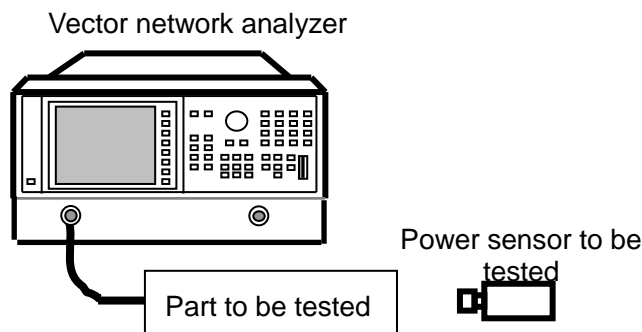 Vector network analyzer
Power sensor to be
tested
Part to be tested